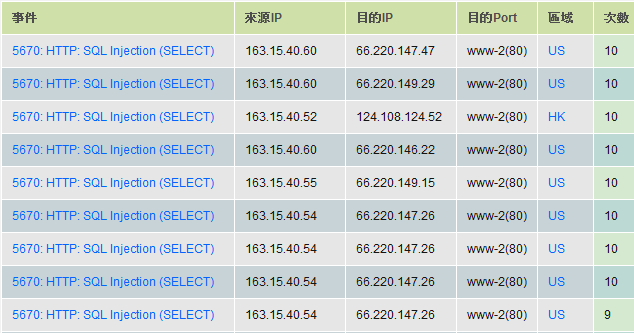 事件 來源IP 目的IP 目的Port 區域 次數
5670: HTTP: SQL Injection (SELECT) 163.15.40.60 66.220.147.47 www-2(80) US 10
5670: HTTP: SQL Injection (SELECT) 163.15.40.60 66.220.149.29 www-2(80) US 10
5670: HTTP: SQL Injection (SELECT) 163.15.40.52 124.108.124.52 www-2(80) HK 10
5670: HTTP: SQL Injection (SELECT) 163.15.40.60 66.220.146.22 www-2(80) US 10
5670: HTTP: SQL Injection (SELECT) 163.15.40.55 66.220.149.15 www-2(80) US 10
5670: HTTP: SQL Injection (SELECT) 163.15.40.54 66.220.147.26 www-2(80) US 10
5670: HTTP: SQL Injection (SELECT) 163.15.40.54 66.220.147.26 www-2(80) US 10
5670: HTTP: SQL Injection (SELECT) 163.15.40.54 66.220.147.26 www-2(80) US 10
5670: HTTP: SQL Injection (SELECT) 163.15.40.54 66.220.147.26 www-2(80) US 9